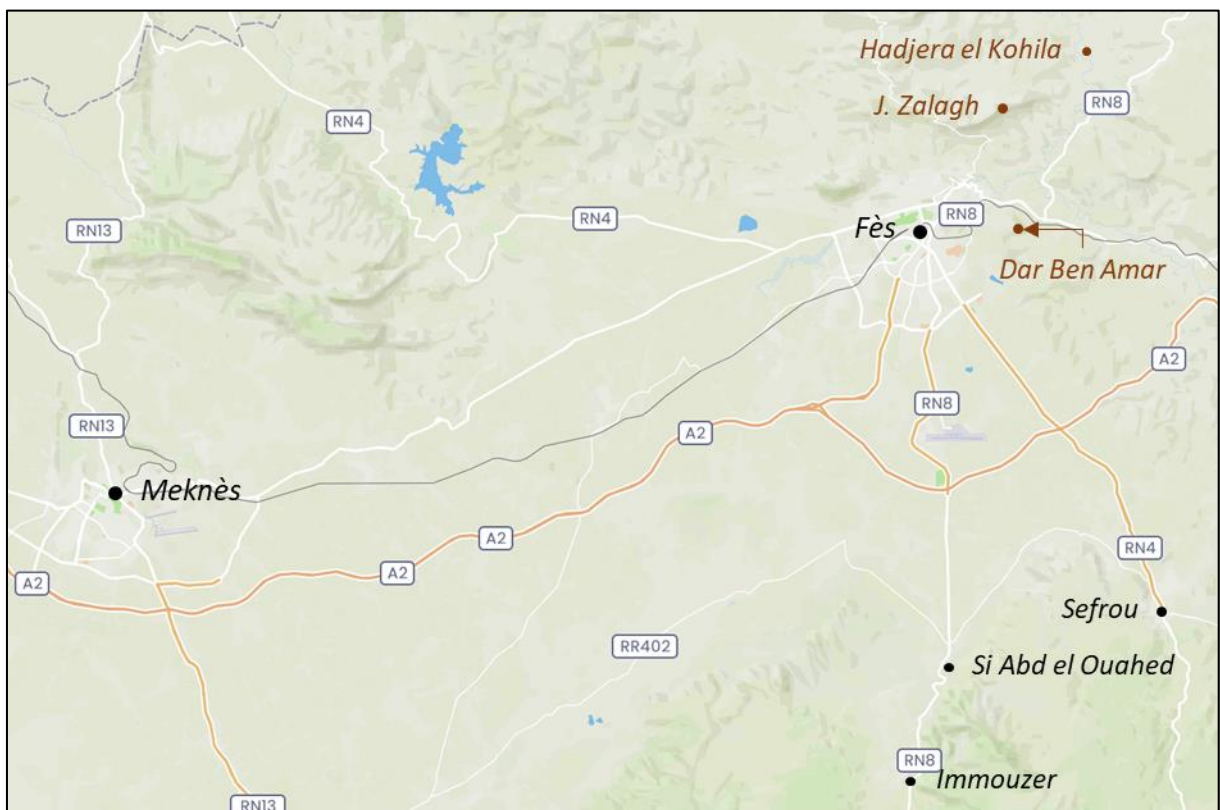 Hadjera el Kohila
RN8
J. Zalagh
RN4
RN4
RN8
RN13
Fès
Dar Ben Amar
A2
RN8
RN13
A2
Meknès
A2
RN4
A2
A2
Sefrou
RR402
Si Abd el Ouahed
RN8
Immouzer
RN13